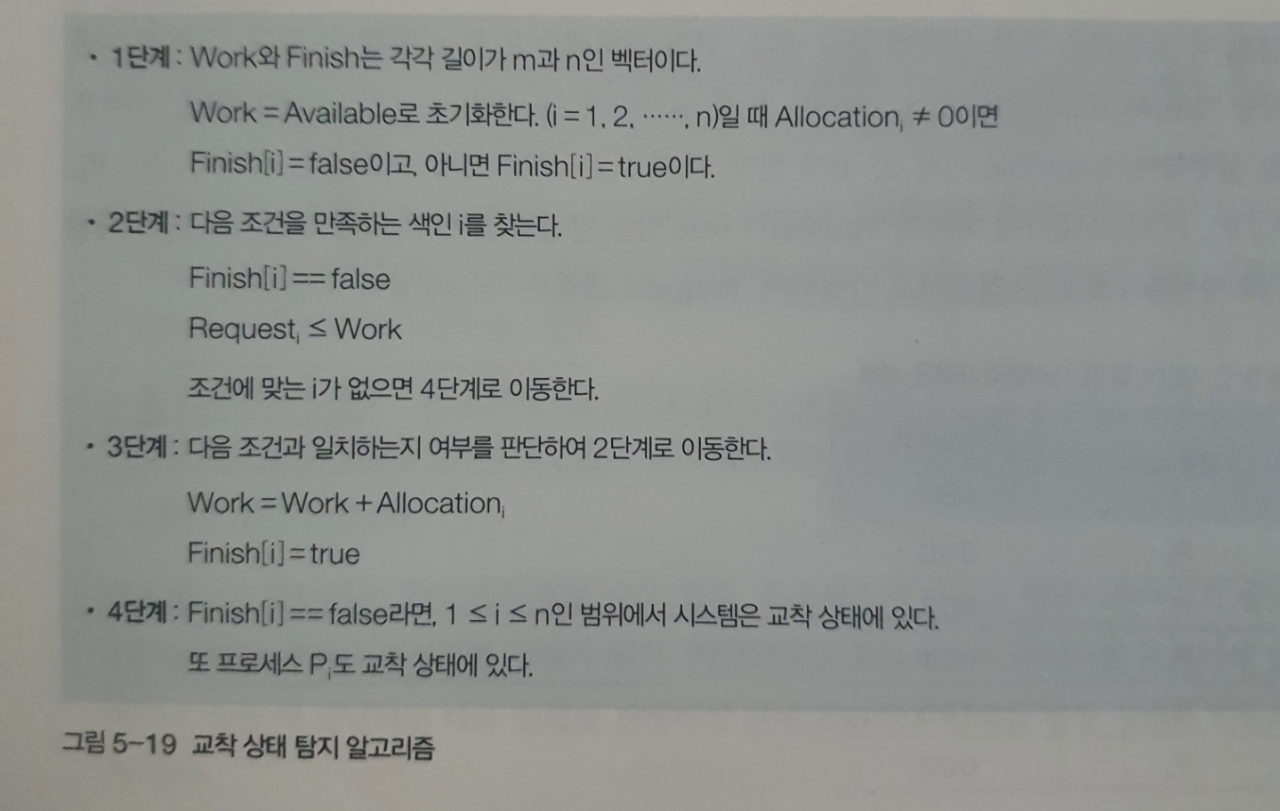 • 1단계 : Work와 Finish는 각각 길이가 m과 n인 벡터이다.
Work = Available로 초기화한다. (i = 1, 2, ……, n)일 때 Allocationᵢ ≠ 0이면
Finish[i] = false이고, 아니면 Finish[i] = true이다.
• 2단계 : 다음 조건을 만족하는 색인 i를 찾는다.
Finish[i] == false
Requestᵢ ≤ Work
조건에 맞는 i가 없으면 4단계로 이동한다.
• 3단계 : 다음 조건과 일치하는지 여부를 판단하여 2단계로 이동한다.
Work = Work + Allocationᵢ
Finish[i] = true
• 4단계 : Finish[i] == false라면, 1 ≤ i ≤ n인 범위에서 시스템은 교착 상태에 있다.
또 프로세스 Pᵢ도 교착 상태에 있다.
그림 5-19 교착 상태 탐지 알고리즘